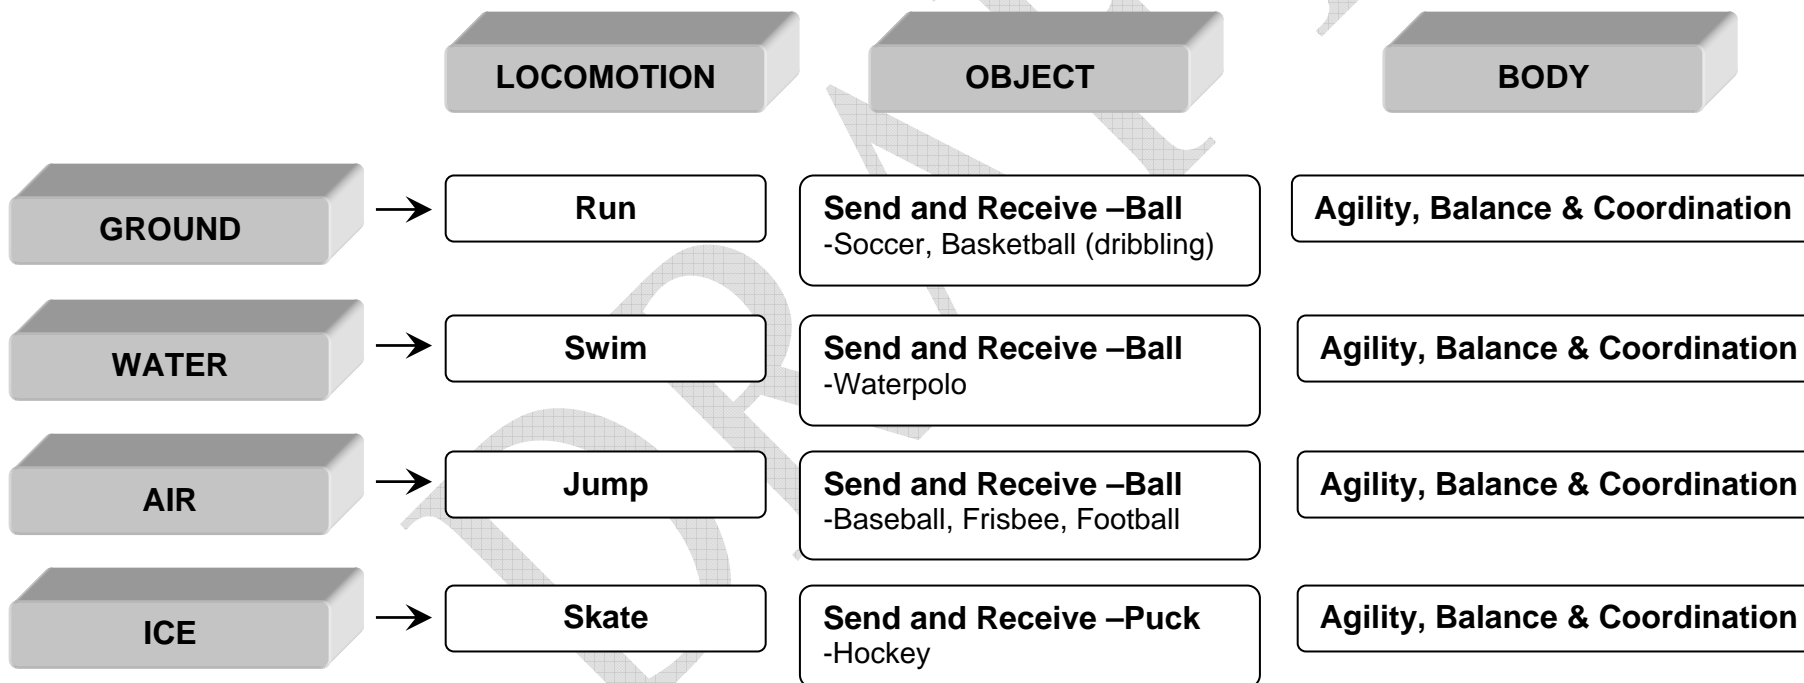 LOCOMOTION OBJECT BODY
GROUND Run Send and Receive –Ball Agility, Balance & Coordination
-Soccer, Basketball (dribbling)
WATER Swim Send and Receive –Ball Agility, Balance & Coordination
-Waterpolo
AIR Jump Send and Receive –Ball Agility, Balance & Coordination
-Baseball, Frisbee, Football
ICE Skate Send and Receive –Puck Agility, Balance & Coordination
-Hockey